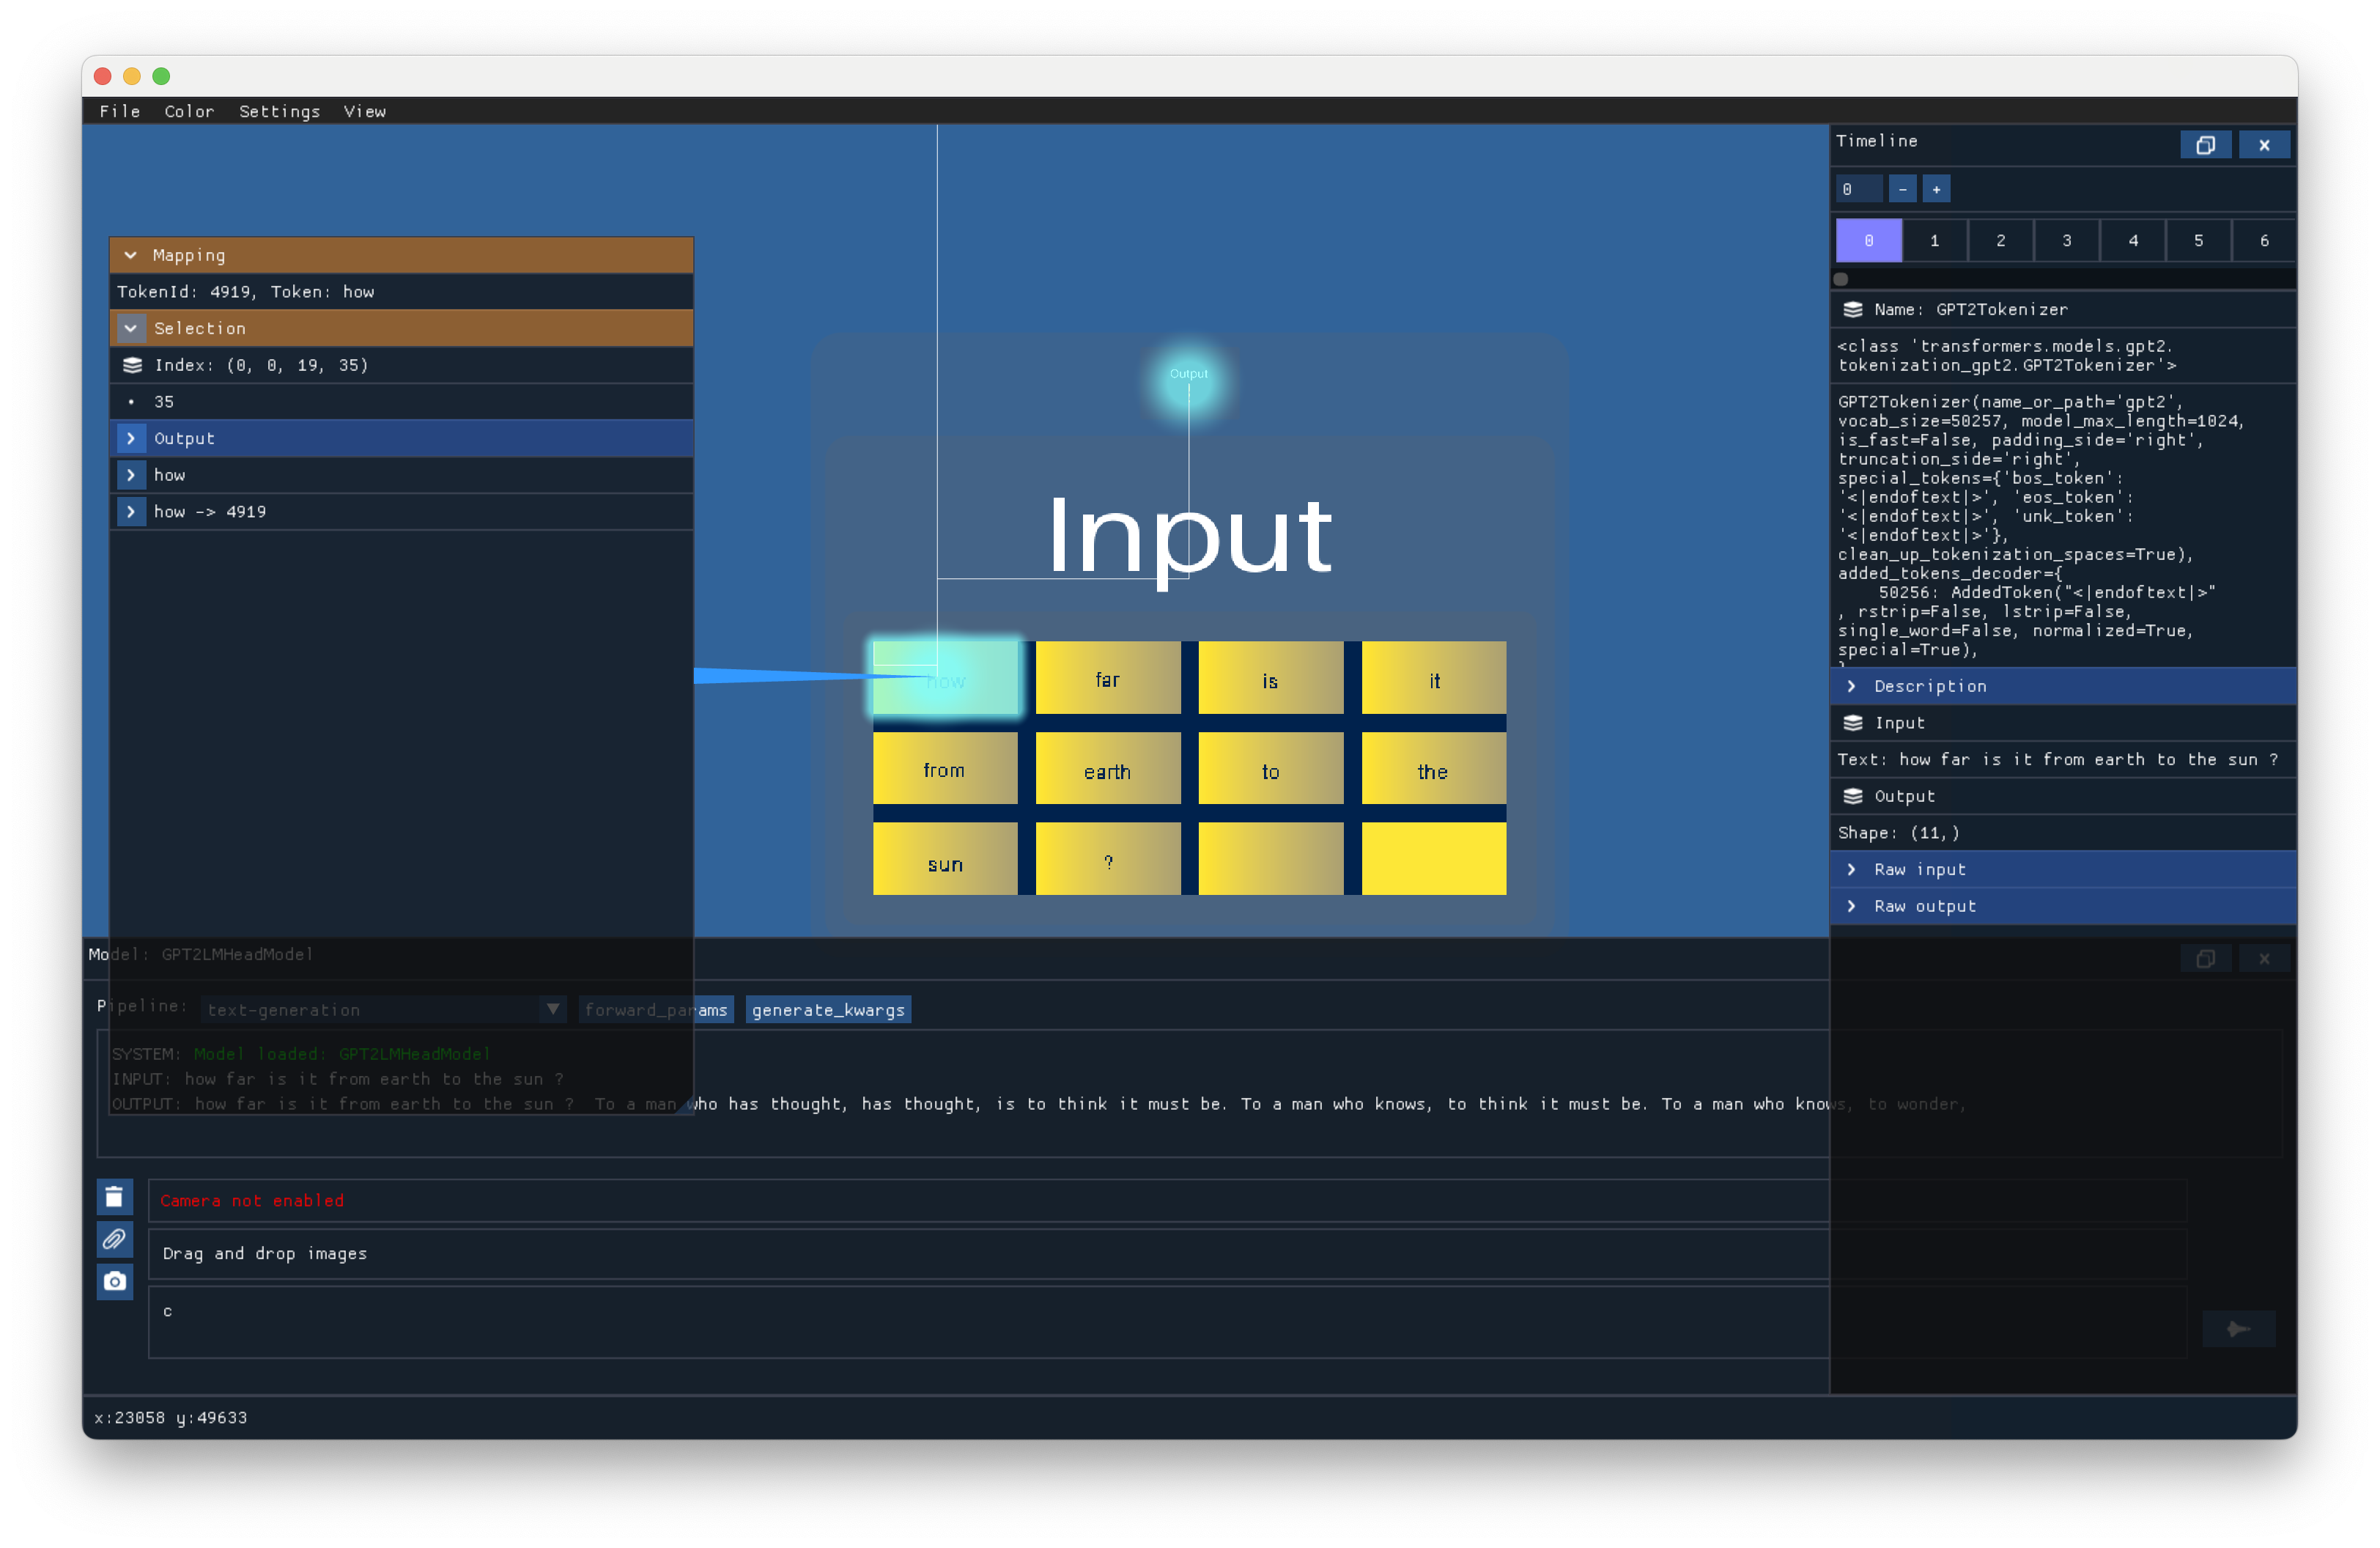 File Color Settings View
Mapping
TokenId: 4919, Token: how
Selection
Index: (0, 0, 19, 35)
• 35
Output
how
how -> 4919
Output
Input
how far is it
from earth to the
sun ?
Timeline
0 - +
0 1 2 3 4 5 6
Name: GPT2Tokenizer
<class 'transformers.models.gpt2.
tokenization_gpt2.GPT2Tokenizer'>
GPT2Tokenizer(name_or_path='gpt2',
vocab_size=50257, model_max_length=1024,
is_fast=False, padding_side='right',
truncation_side='right',
special_tokens={'bos_token':
'<|endoftext|>', 'eos_token':
'<|endoftext|>', 'unk_token':
'<|endoftext|>'},
clean_up_tokenization_spaces=True),
added_tokens_decoder={
50256: AddedToken("<|endoftext|>"
, rstrip=False, lstrip=False,
single_word=False, normalized=True,
special=True),
}
Description
Input
Text: how far is it from earth to the sun ?
Output
Shape: (11,)
Raw input
Raw output
Model: GPT2LMHeadModel
Pipeline: text-generation forward_params generate_kwargs
SYSTEM: Model loaded: GPT2LMHeadModel
INPUT: how far is it from earth to the sun ?
OUTPUT: how far is it from earth to the sun ? To a man who has thought, has thought, is to think it must be. To a man who knows, to think it must be. To a man who knows, to wonder,
Camera not enabled
Drag and drop images
c
x:23058 y:49633